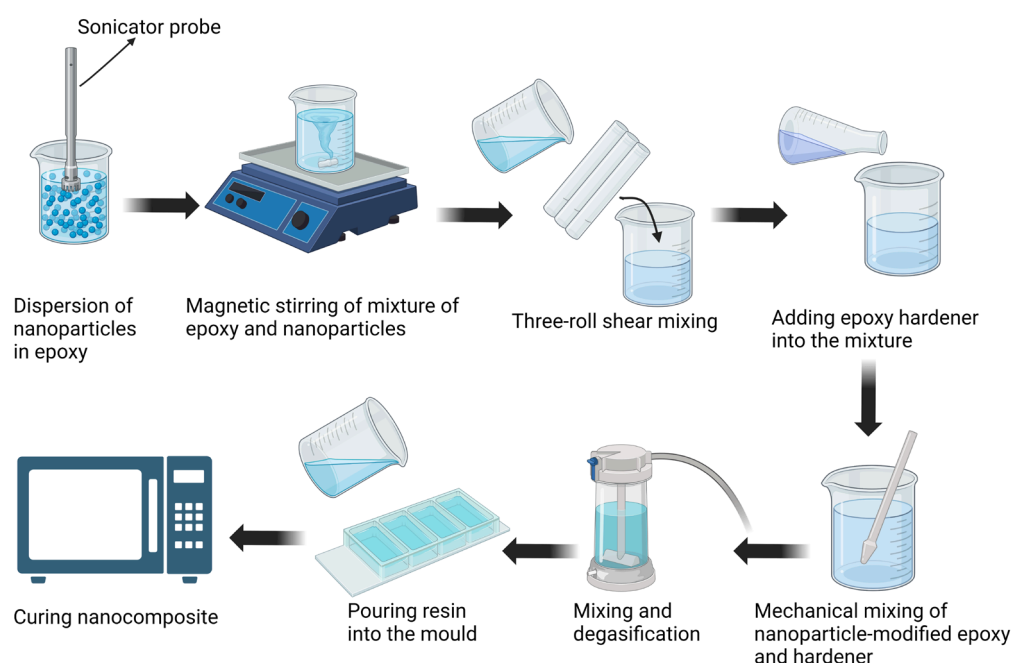 Sonicator probe
Dispersion of
nanoparticles
in epoxy
Magnetic stirring of mixture of
epoxy and nanoparticles
Three-roll shear mixing
Adding epoxy hardener
into the mixture
Curing nanocomposite
Pouring resin
into the mould
Mixing and
degasification
Mechanical mixing of
nanoparticle-modified epoxy
and hardener